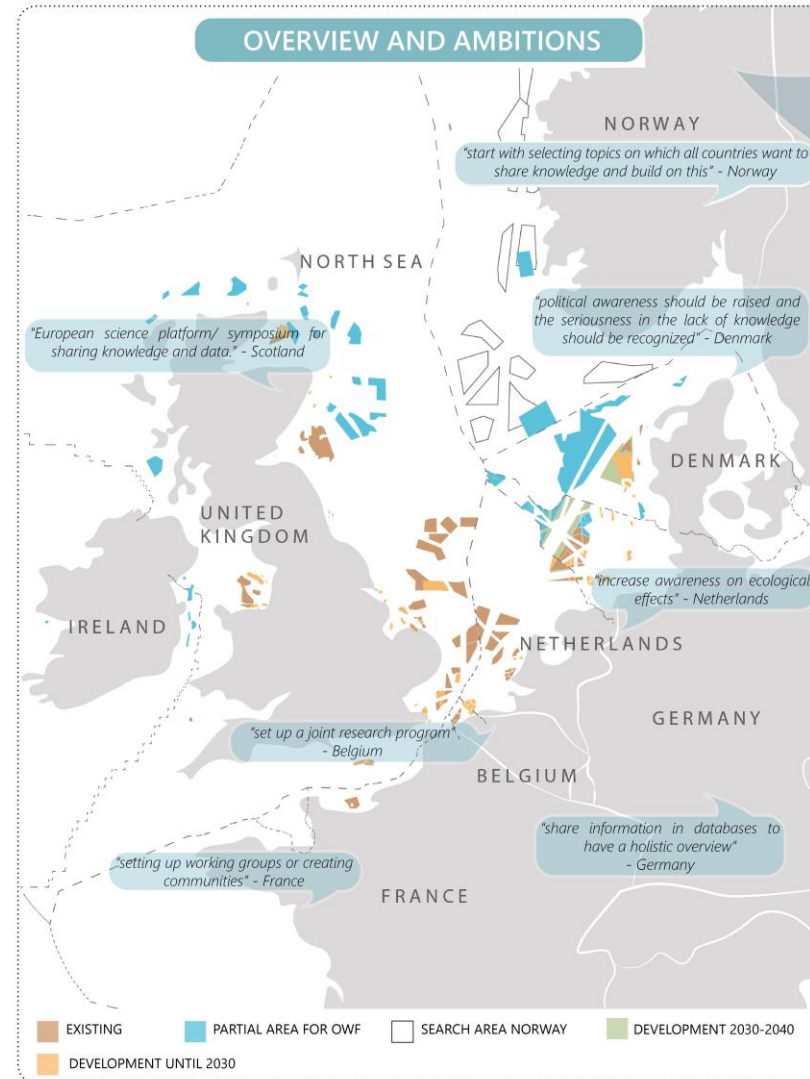 OVERVIEW AND AMBITIONS
NORWAY
"start with selecting topics on which all countries want to
share knowledge and build on this" - Norway
NORTH SEA
"political awareness should be raised and
the seriousness in the lack of knowledge
should be recognized" - Denmark
"European science platform/ symposium for
sharing knowledge and data." - Scotland
DENMARK
UNITED
KINGDOM
"increase awareness on ecological
effects" - Netherlands
IRELAND
NETHERLANDS
GERMANY
"set up a joint research program"
- Belgium
BELGIUM
"share information in databases to
have a holistic overview"
- Germany
"setting up working groups or creating
communities" - France
FRANCE
EXISTING
PARTIAL AREA FOR OWF
SEARCH AREA NORWAY
DEVELOPMENT 2030-2040
DEVELOPMENT UNTIL 2030